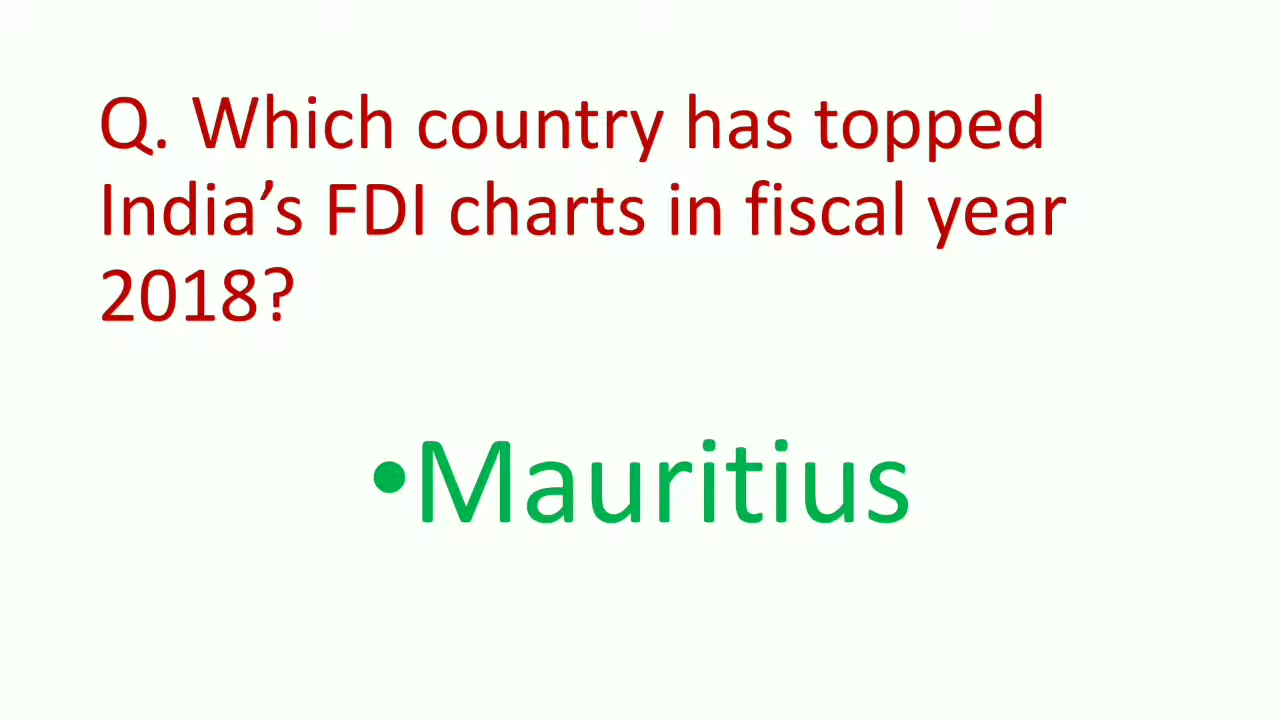 Q. Which country has topped
India’s FDI charts in fiscal year
2018?
•Mauritius